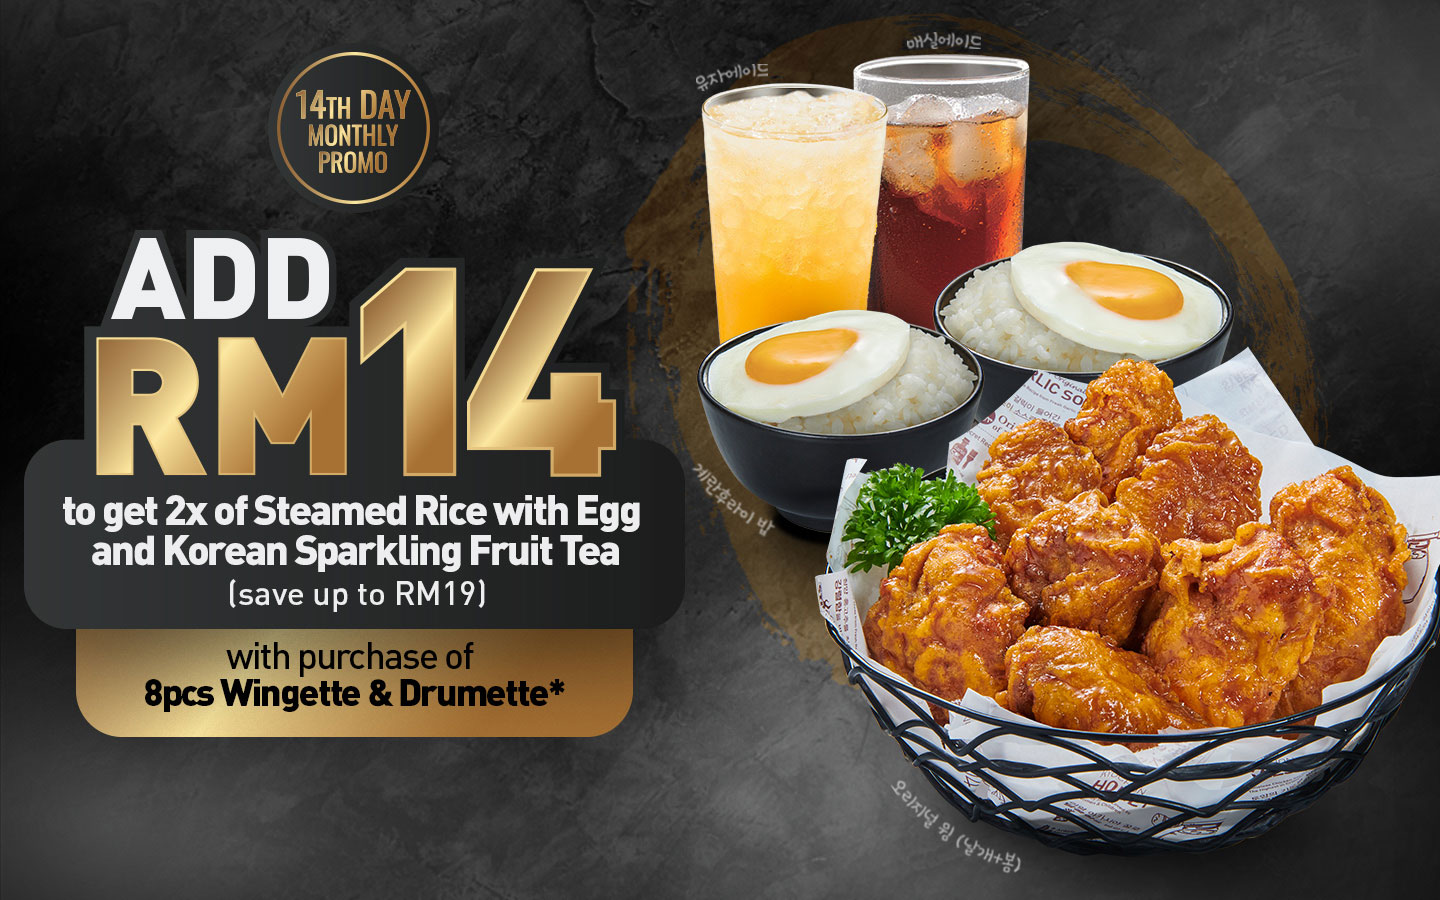 14TH DAY
MONTHLY
PROMO
ADD
RM14
to get 2x of Steamed Rice with Egg
and Korean Sparkling Fruit Tea
(save up to RM19)
with purchase of
8pcs Wingette & Drumette*
유자에이드
매실에이드
계란후라이 밥
오리지널 윙 (날개+봉)